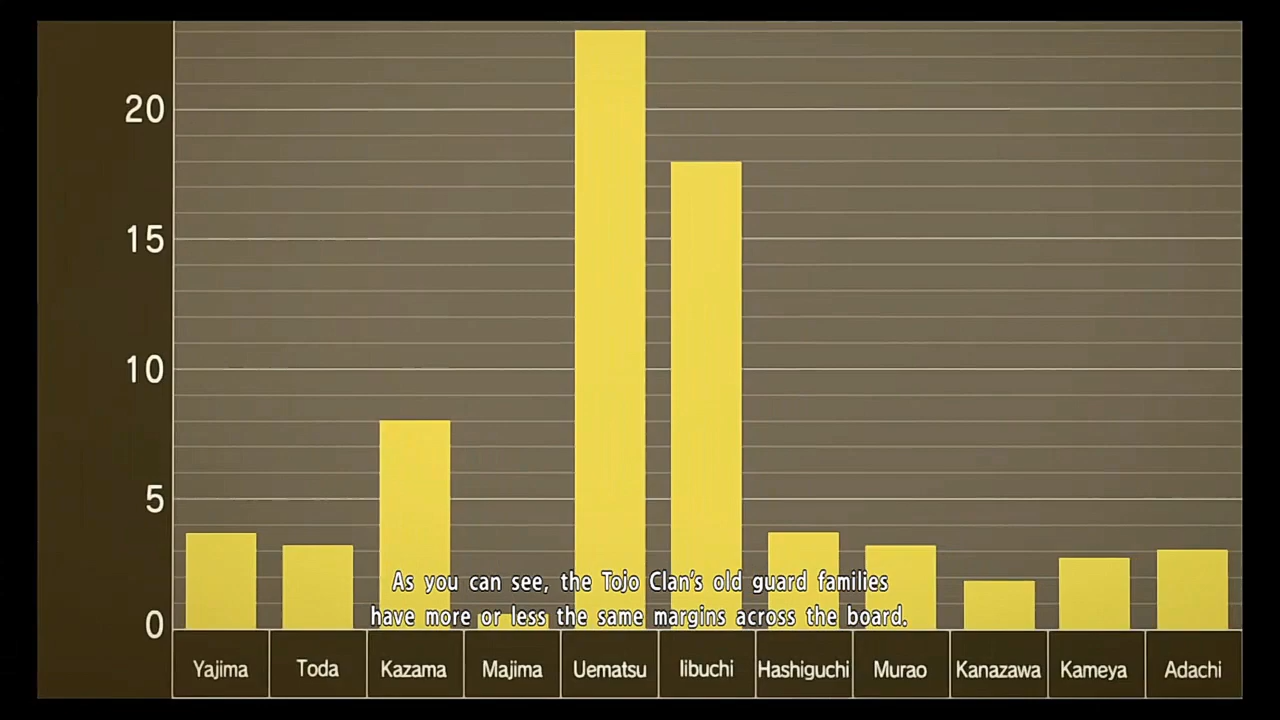 20
15
10
5
0
As you can see, the Tojo Clan's old guard families
have more or less the same margins across the board.
Yajima
Toda
Kazama
Majima
Uematsu
Iibuchi
Hashiguchi
Murao
Kanazawa
Kameya
Adachi